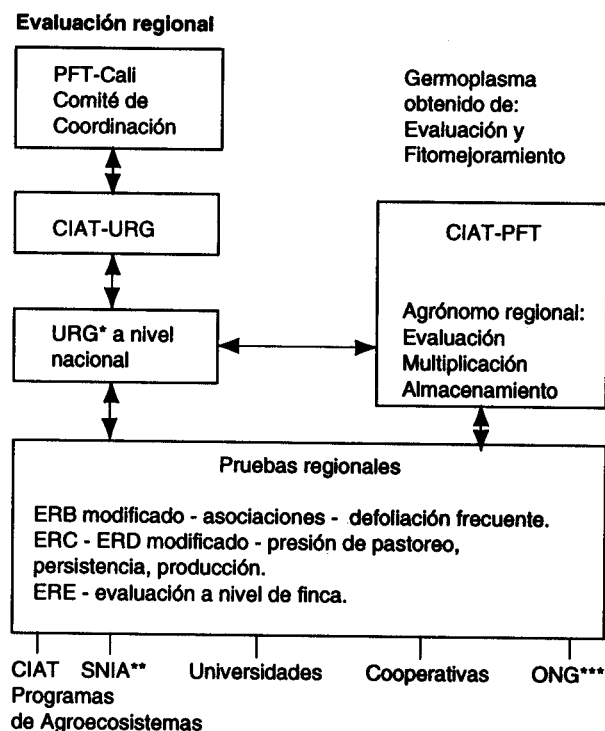 Evaluación regional
PFT-Cali
Comité de
Coordinación
Germoplasma
obtenido de:
Evaluación y
Fitomejoramiento
CIAT-URG
CIAT-PFT
URG* a nivel
nacional
Agrónomo regional:
Evaluación
Multiplicación
Almacenamiento
Pruebas regionales
ERB modificado - asociaciones - defoliación frecuente.
ERC - ERD modificado - presión de pastoreo,
persistencia, producción.
ERE - evaluación a nivel de finca.
CIAT SNIA** Universidades Cooperativas ONG***
Programas
de Agroecosistemas